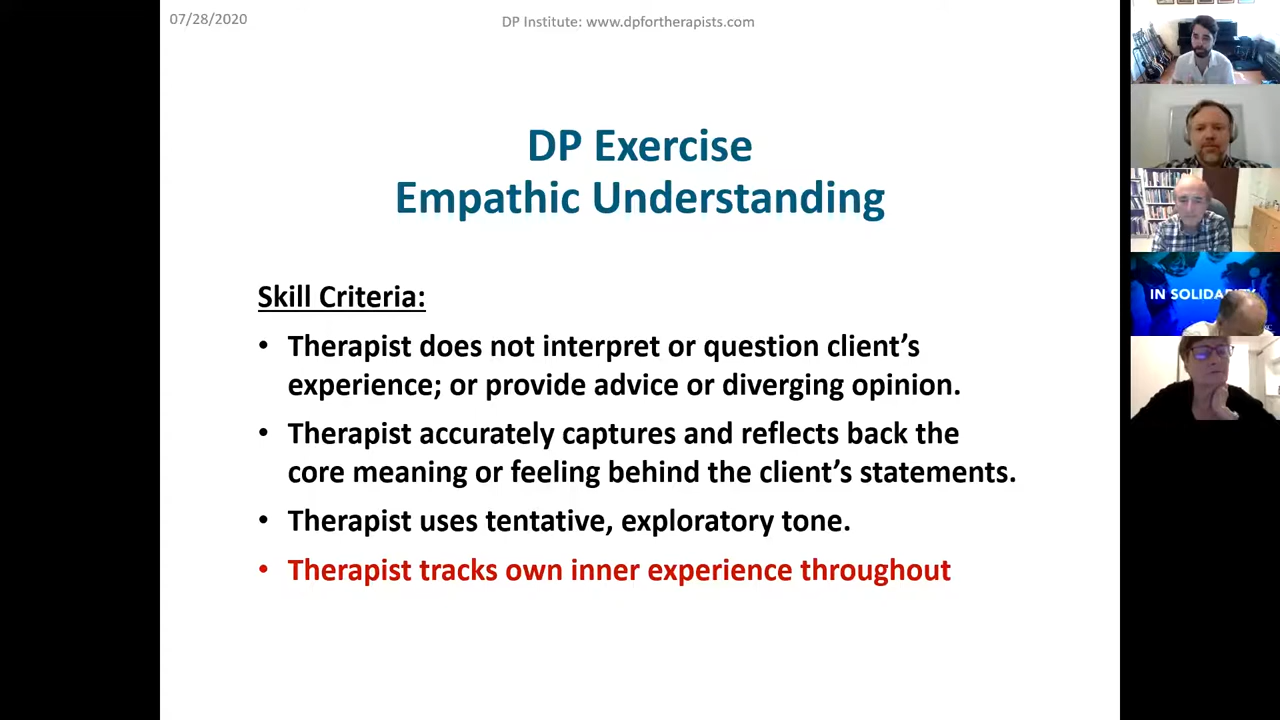 07/28/2020
DP Institute: www.dpfortherapists.com
DP Exercise
Empathic Understanding
Skill Criteria:
• Therapist does not interpret or question client’s
experience; or provide advice or diverging opinion.
• Therapist accurately captures and reflects back the
core meaning or feeling behind the client’s statements.
• Therapist uses tentative, exploratory tone.
• Therapist tracks own inner experience throughout
IN SOLIDARITY